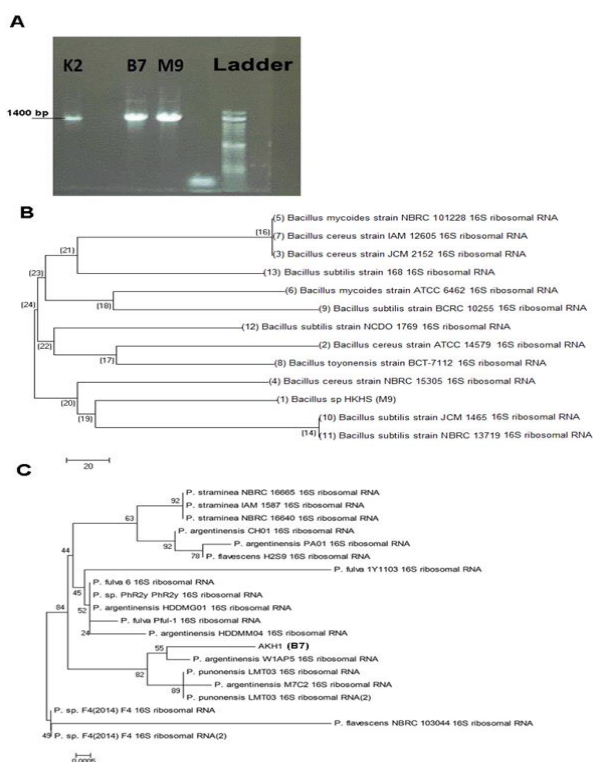 A
K2 B7 M9 Ladder
1400 bp
B
(5) Bacillus mycoides strain NBRC 101228 16S ribosomal RNA
(16) (7) Bacillus cereus strain IAM 12605 16S ribosomal RNA
(3) Bacillus cereus strain JCM 2152 16S ribosomal RNA
(21)
(13) Bacillus subtilis strain 168 16S ribosomal RNA
(23)
(6) Bacillus mycoides strain ATCC 6462 16S ribosomal RNA
(24) (18)
(9) Bacillus subtilis strain BCRC 10255 16S ribosomal RNA
(12) Bacillus subtilis strain NCDO 1769 16S ribosomal RNA
(22)
(2) Bacillus cereus strain ATCC 14579 16S ribosomal RNA
(17)
(8) Bacillus toyonensis strain BCT-7112 16S ribosomal RNA
(4) Bacillus cereus strain NBRC 15305 16S ribosomal RNA
(20)
(1) Bacillus sp HKHS (M9)
(19)
(10) Bacillus subtilis strain JCM 1465 16S ribosomal RNA
(14)
(11) Bacillus subtilis strain NBRC 13719 16S ribosomal RNA
20
C
P. straminea NBRC 16665 16S ribosomal RNA
92 P. straminea IAM 1587 16S ribosomal RNA
P. straminea NBRC 16640 16S ribosomal RNA
63
P. argentinensis CH01 16S ribosomal RNA
92 P. argentinensis PA01 16S ribosomal RNA
78 P. flavescens H2S9 16S ribosomal RNA
44
P. fulva 1Y1103 16S ribosomal RNA
P. fulva 6 16S ribosomal RNA
45
P. sp. PhR2y PhR2y 16S ribosomal RNA
84 52 P. argentinensis HDDMG01 16S ribosomal RNA
P. fulva Pful-1 16S ribosomal RNA
24 P. argentinensis HDDMM04 16S ribosomal RNA
55 AKH1 (B7)
P. argentinensis W1AP5 16S ribosomal RNA
82 P. punonensis LMT03 16S ribosomal RNA
P. argentinensis M7C2 16S ribosomal RNA
89 P. punonensis LMT03 16S ribosomal RNA(2)
P. sp. F4(2014) F4 16S ribosomal RNA
P. flavescens NBRC 103044 16S ribosomal RNA
49 P. sp. F4(2014) F4 16S ribosomal RNA(2)
0.0005